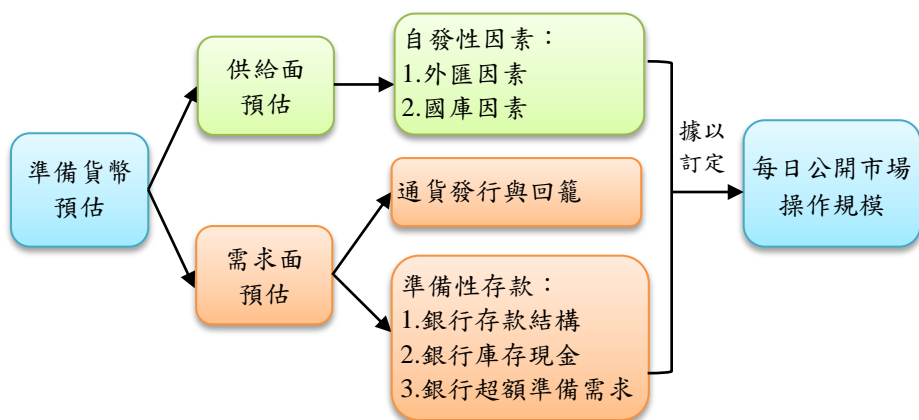 準備貨幣
預估
供給面
預估
自發性因素：
1.外匯因素
2.國庫因素
需求面
預估
通貨發行與回籠
準備性存款：
1.銀行存款結構
2.銀行庫存現金
3.銀行超額準備需求
據以
訂定
每日公開市場
操作規模